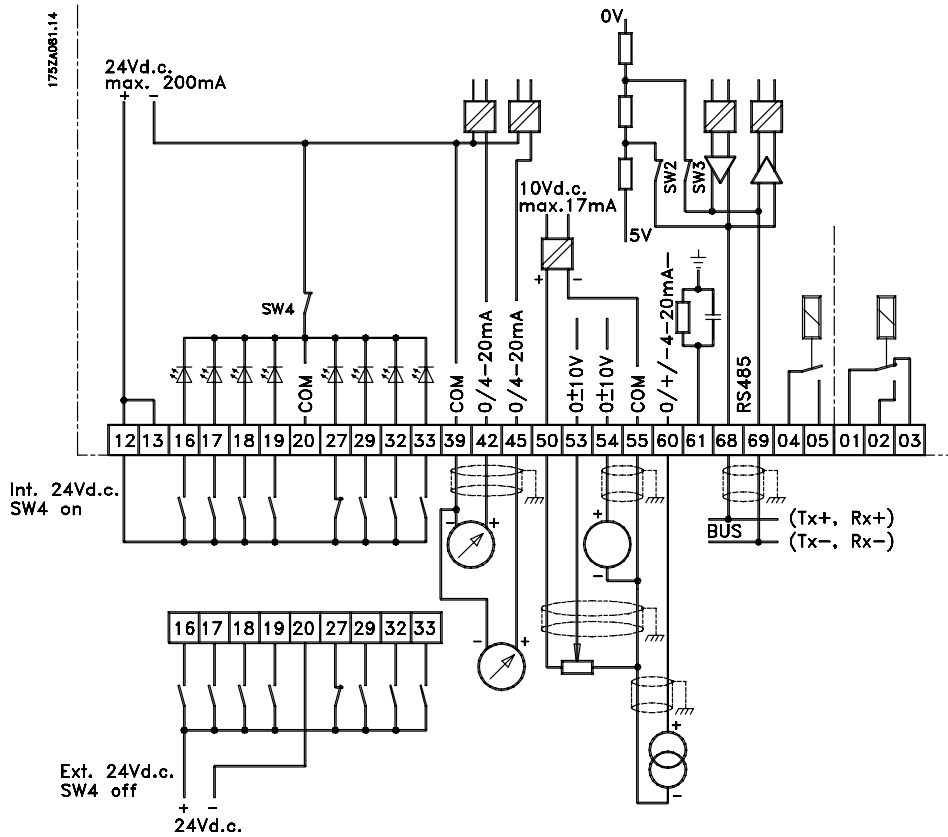 175ZA081.14
0V
24Vd.c.
max. 200mA
+ −
SW2
SW3
10Vd.c.
max.17mA
5V
+ −
SW4
COM
COM
0/4-20mA
0/4-20mA
0±10V
0±10V
COM
0/+/-4-20mA
RS485
12 13 16 17 18 19 20 27 29 32 33 39 42 45 50 53 54 55 60 61 68 69 04 05 01 02 03
Int. 24Vd.c.
SW4 on
− +
+
−
BUS
(Tx+, Rx+)
(Tx-, Rx-)
16 17 18 19 20 27 29 32 33
− +
+
−
Ext. 24Vd.c.
SW4 off
+ −
24Vd.c.